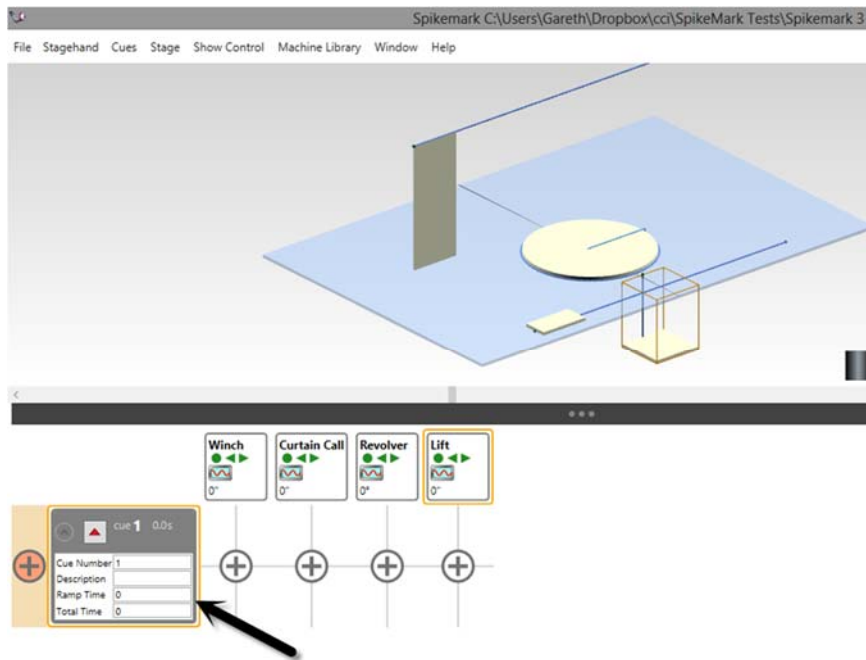 Spikemark C:\Users\Gareth\Dropbox\cci\SpikeMark Tests\Spikemark 3
File Stagehand Cues Stage Show Control Machine Library Window Help
Winch Curtain Call Revolver Lift
0" 0" 0° 0"
cue 1 0.0s
Cue Number 1
Description
Ramp Time 0
Total Time 0